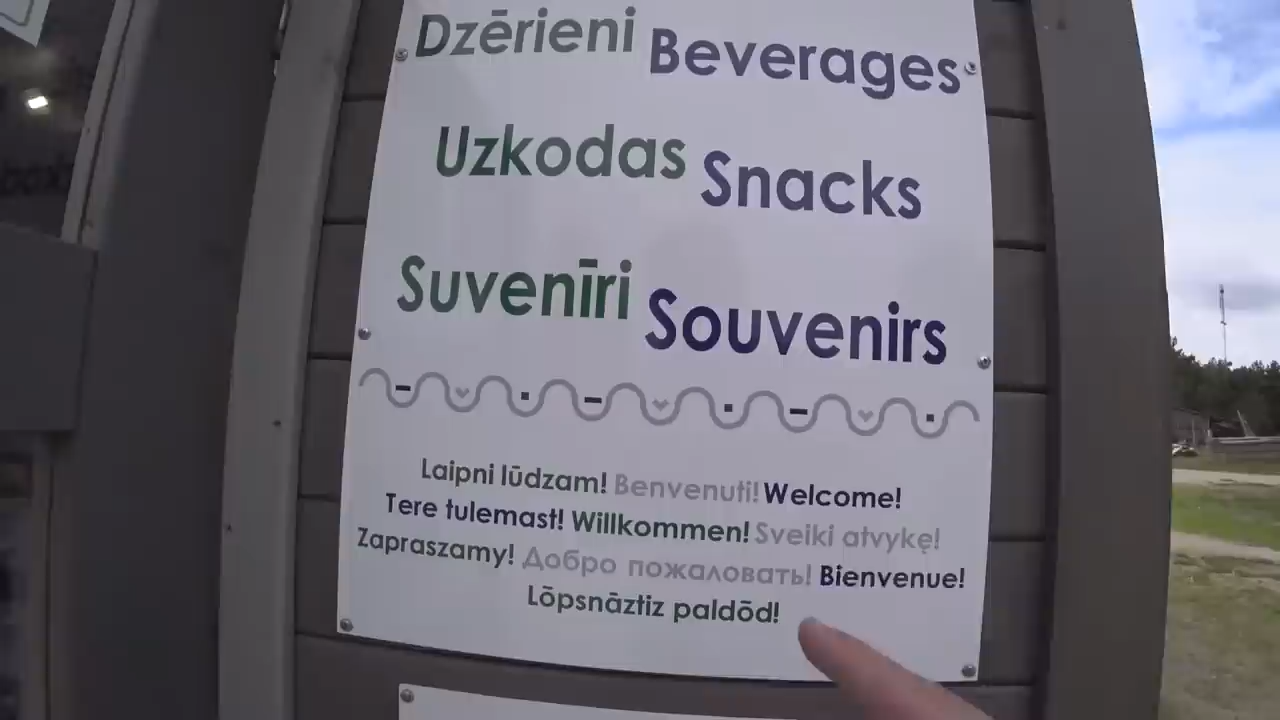 Dzērieni Beverages
Uzkodas Snacks
Suvenīri Souvenirs
Laipni lūdzam! Benvenuti! Welcome!
Tere tulemast! Willkommen! Sveiki atvykę!
Zapraszamy! Добро пожаловать! Bienvenue!
Lōpsnāztiz paldōd!